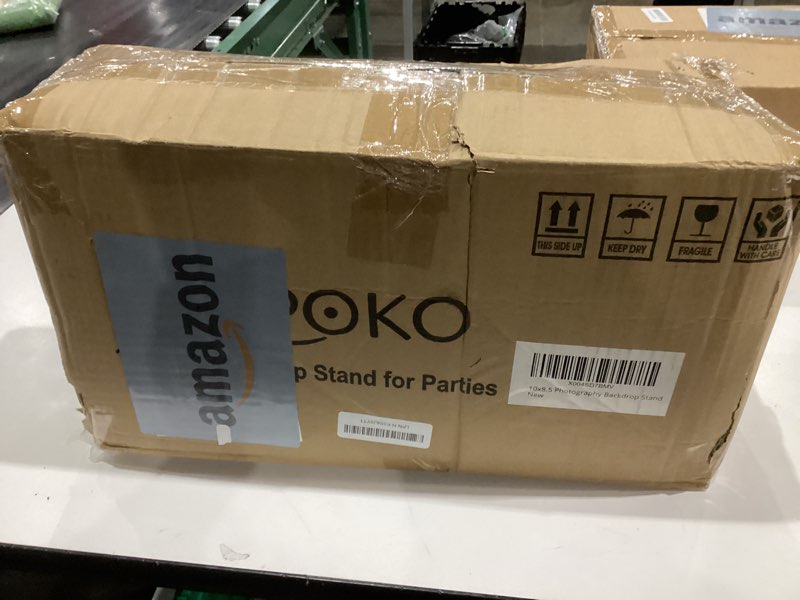 amazon
THIS SIDE UP
KEEP DRY
FRAGILE
HANDLE
WITH CARE
amazon
OKO
p Stand for Parties
10x8.5 Photography Backdrop Stand
New